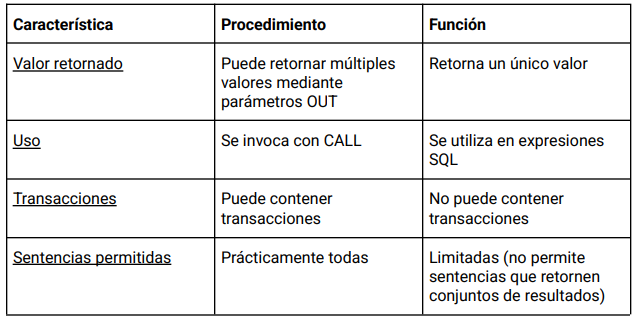 Característica Procedimiento Función
Valor retornado Puede retornar múltiples Retorna un único valor
valores mediante
parámetros OUT
Uso Se invoca con CALL Se utiliza en expresiones
SQL
Transacciones Puede contener No puede contener
transacciones transacciones
Sentencias permitidas Prácticamente todas Limitadas (no permite
sentencias que retornen
conjuntos de resultados)